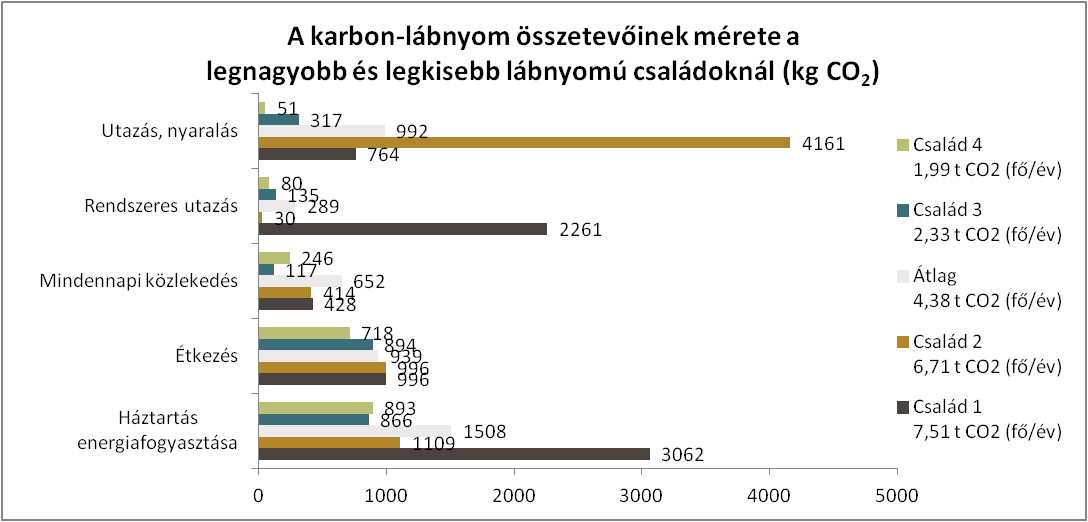 A karbon-lábnyom összetevőinek mérete a
legnagyobb és legkisebb lábnyomú családoknál (kg CO₂)
Utazás, nyaralás
51
317
992
4161
764
Rendszeres utazás
80
135
289
30
2261
Mindennapi közlekedés
246
117
652
414
428
Étkezés
718
894
939
996
996
Háztartás
energiafogyasztása
893
866
1508
1109
3062
0 1000 2000 3000 4000 5000
Család 4
1,99 t CO2 (fő/év)
Család 3
2,33 t CO2 (fő/év)
Átlag
4,38 t CO2 (fő/év)
Család 2
6,71 t CO2 (fő/év)
Család 1
7,51 t CO2 (fő/év)